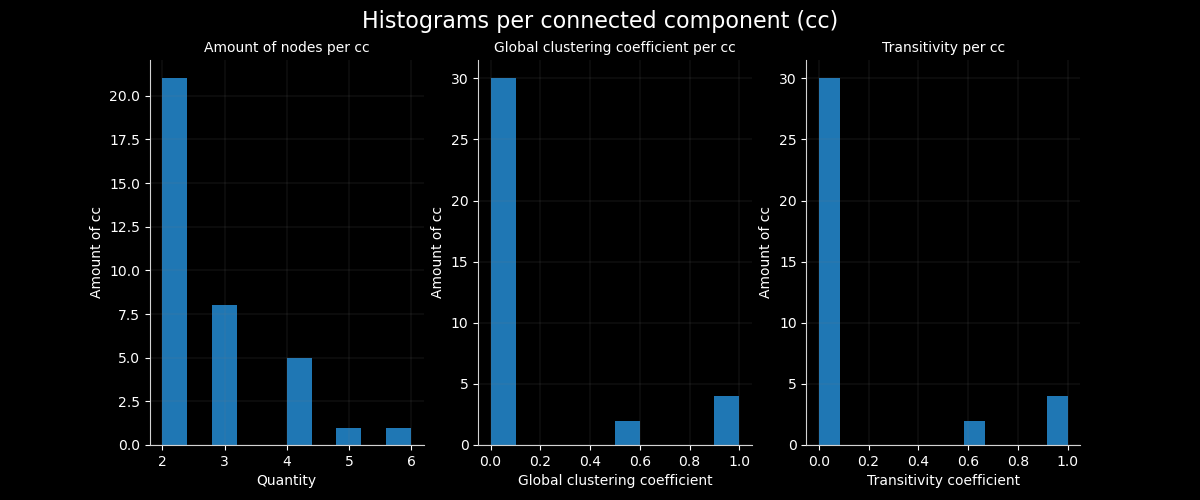 Histograms per connected component (cc)
Amount of nodes per cc
Amount of cc
20.0
17.5
15.0
12.5
10.0
7.5
5.0
2.5
0.0
2 3 4 5 6
Quantity
Global clustering coefficient per cc
Amount of cc
30
25
20
15
10
5
0
0.0 0.2 0.4 0.6 0.8 1.0
Global clustering coefficient
Transitivity per cc
Amount of cc
30
25
20
15
10
5
0
0.0 0.2 0.4 0.6 0.8 1.0
Transitivity coefficient